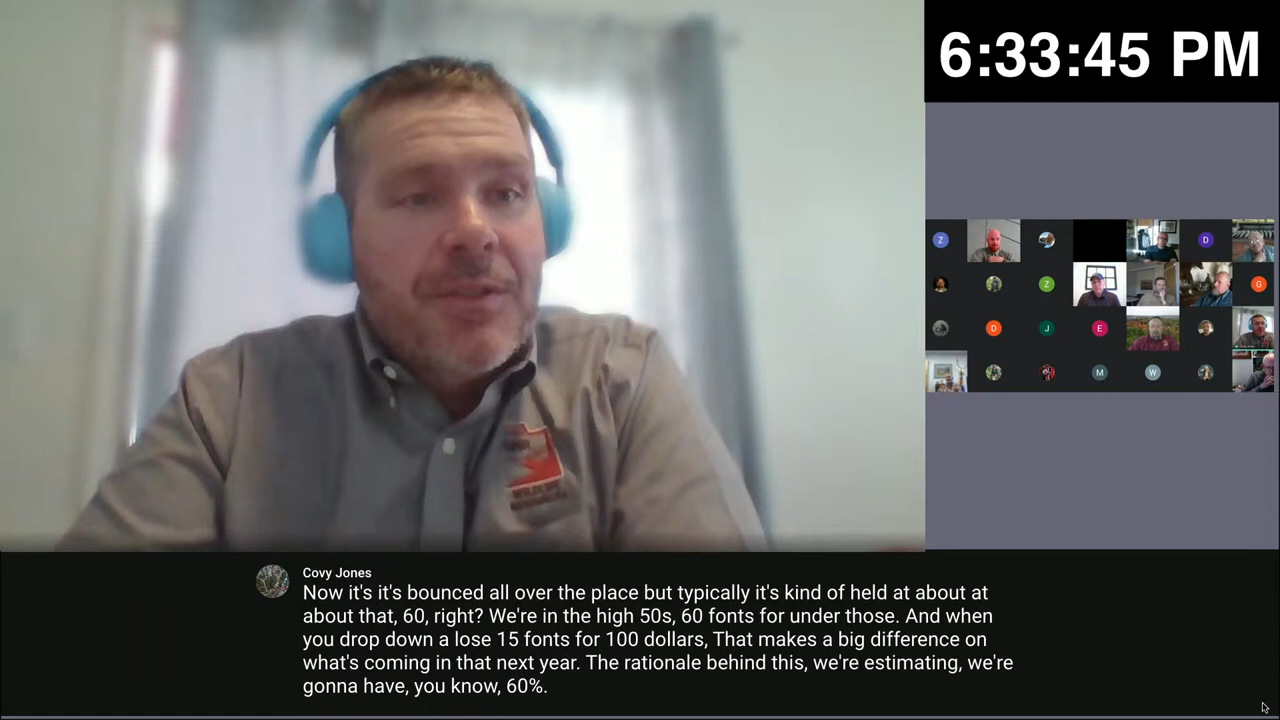 6:33:45 PM
Z
D
Z
G
D
J
E
M
W
WILDLIFE
Covy Jones
Now it's it's bounced all over the place but typically it's kind of held at about at
about that, 60, right? We're in the high 50s, 60 fonts for under those. And when
you drop down a lose 15 fonts for 100 dollars, That makes a big difference on
what's coming in that next year. The rationale behind this, we're estimating, we're
gonna have, you know, 60%.